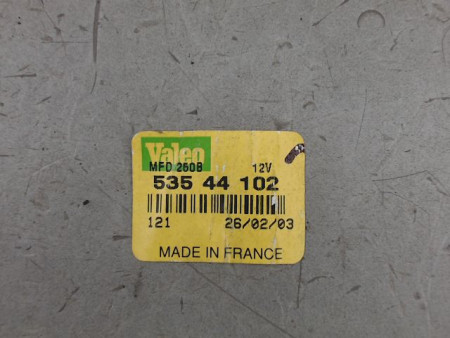 Valeo
MFD 260B 12V
535 44 102
121 26/02/03
MADE IN FRANCE